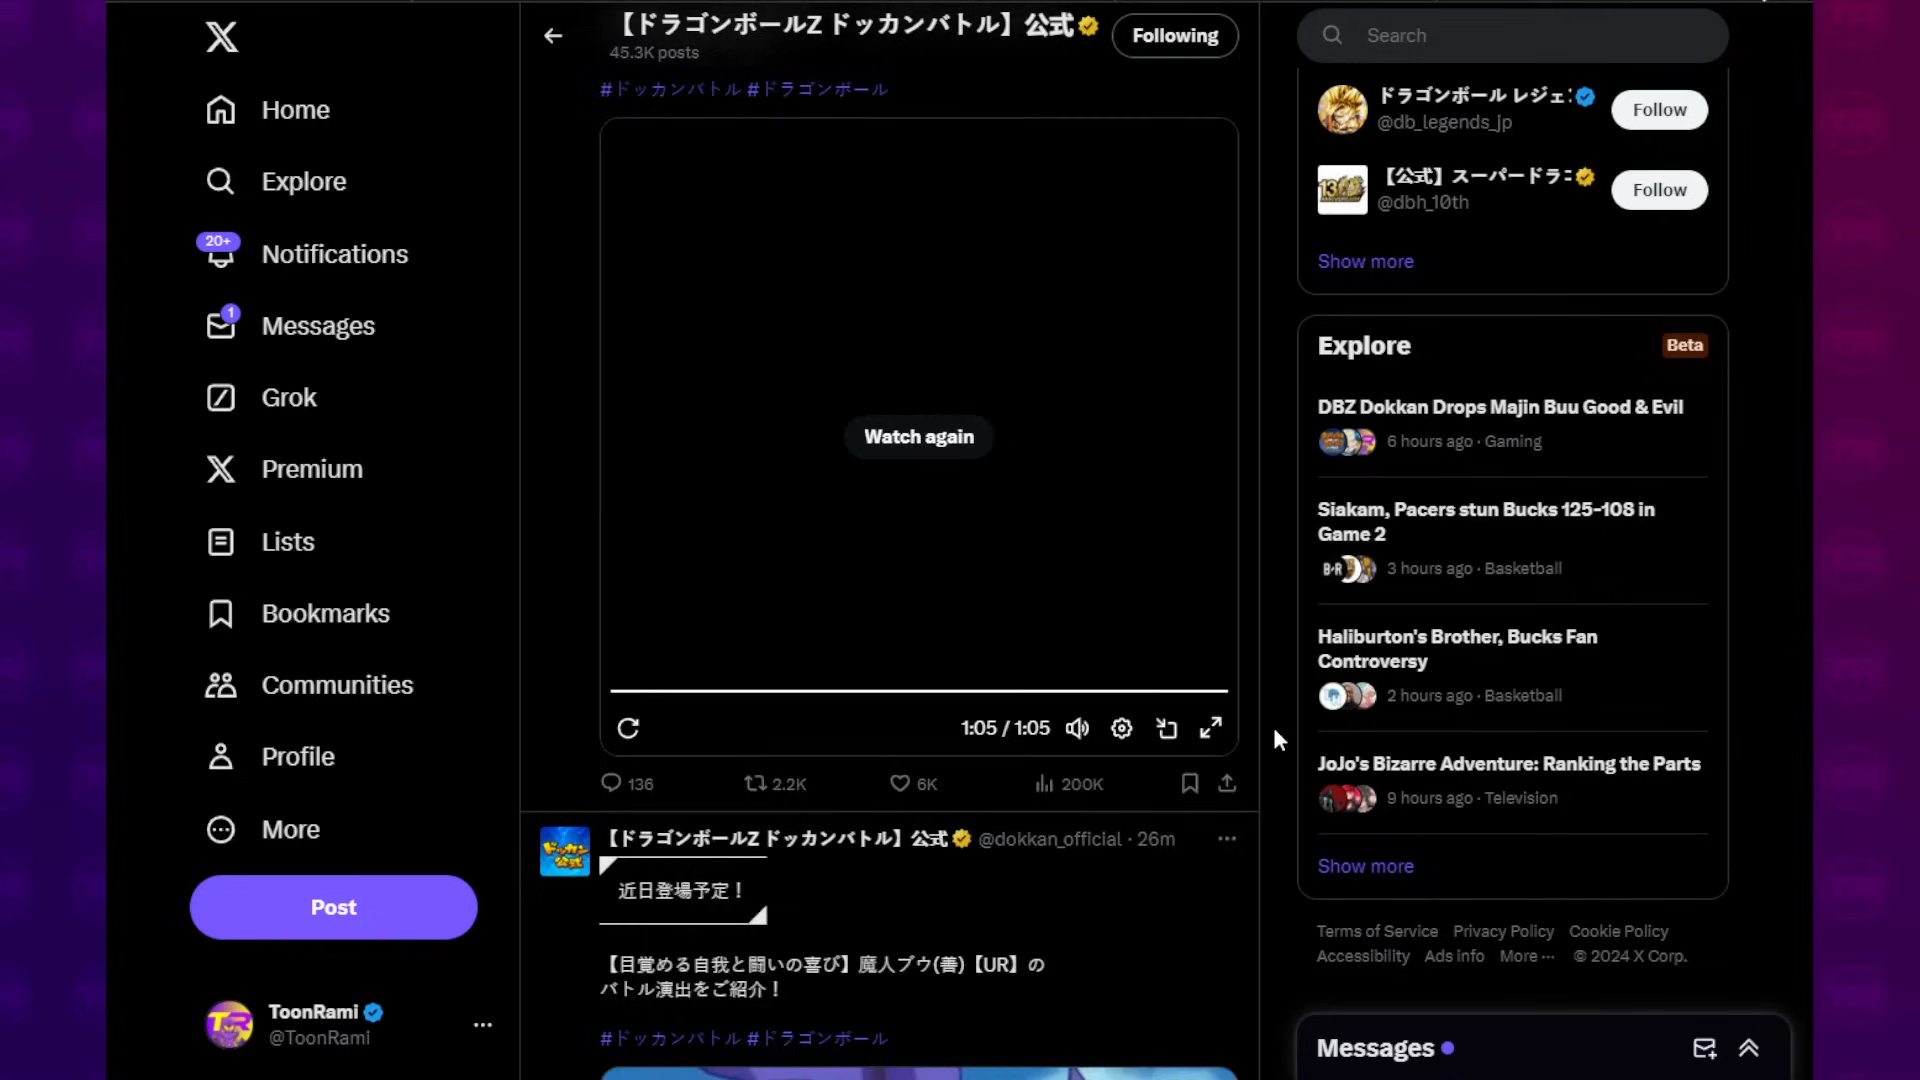 Home
Explore
20+
Notifications
1
Messages
Grok
Premium
Lists
Bookmarks
Communities
Profile
More
Post
ToonRami
@ToonRami
【ドラゴンボールZ ドッカンバトル】公式
45.3K posts
Following
#ドッカンバトル #ドラゴンボール
Watch again
1:05 / 1:05
136
2.2K
6K
200K
【ドラゴンボールZ ドッカンバトル】公式 @dokkan_official · 26m
近日登場予定！
【目覚める自我と闘いの喜び】魔人ブウ(善)【UR】の
バトル演出をご紹介！
#ドッカンバトル #ドラゴンボール
Search
ドラゴンボール レジェ
@db_legends_jp
Follow
【公式】スーパードラ
@dbh_10th
Follow
Show more
Explore
Beta
DBZ Dokkan Drops Majin Buu Good & Evil
6 hours ago · Gaming
Siakam, Pacers stun Bucks 125-108 in
Game 2
3 hours ago · Basketball
Haliburton's Brother, Bucks Fan
Controversy
2 hours ago · Basketball
JoJo's Bizarre Adventure: Ranking the Parts
9 hours ago · Television
Show more
Terms of Service Privacy Policy Cookie Policy
Accessibility Ads info More ··· © 2024 X Corp.
Messages